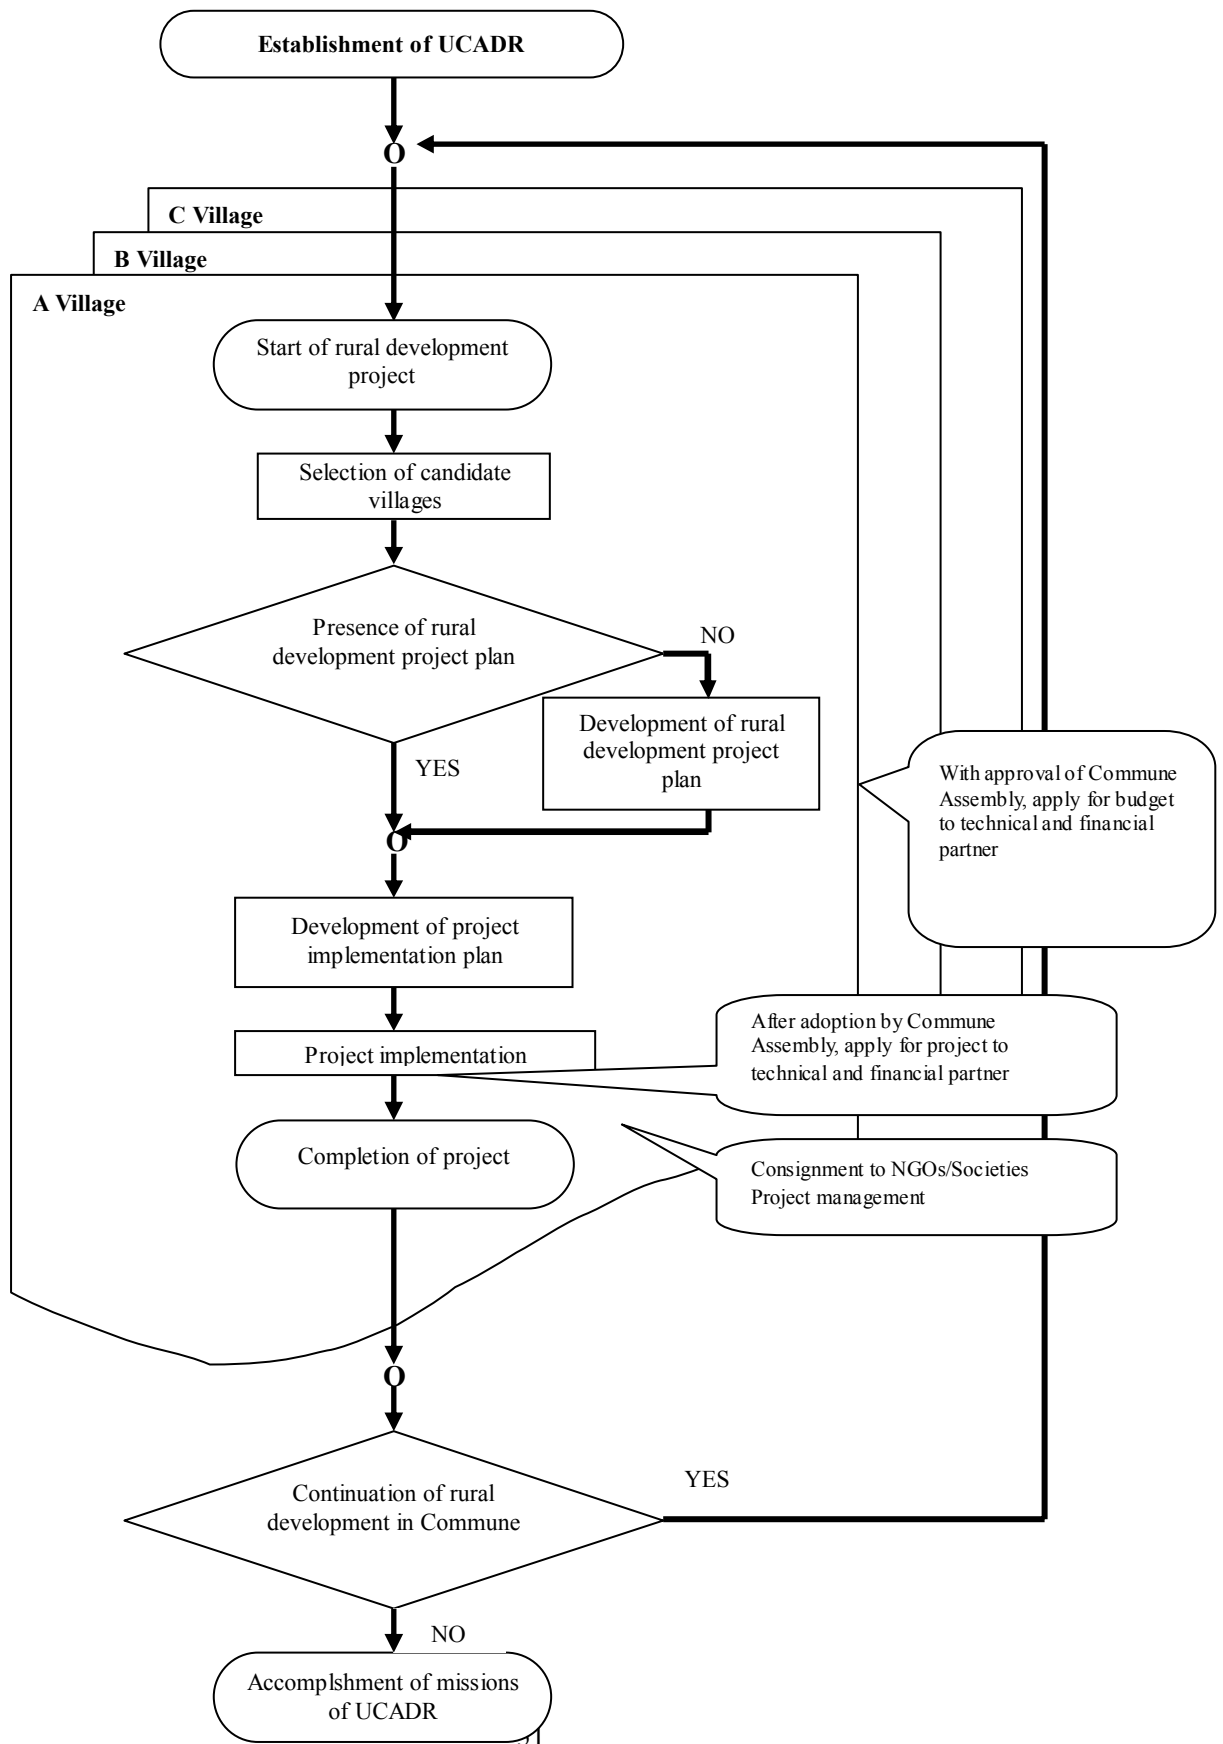 Establishment of UCADR
O
C Village
B Village
A Village
Start of rural development
project
Selection of candidate
villages
Presence of rural
development project plan
NO
Development of rural
development project
plan
YES
With approval of Commune
Assembly, apply for budget
to technical and financial
partner
O
Development of project
implementation plan
After adoption by Commune
Assembly, apply for project to
technical and financial partner
Project implementation
Completion of project
Consignment to NGOs/Societies
Project management
O
Continuation of rural
development in Commune
YES
NO
Accomplshment of missions
of UCADR